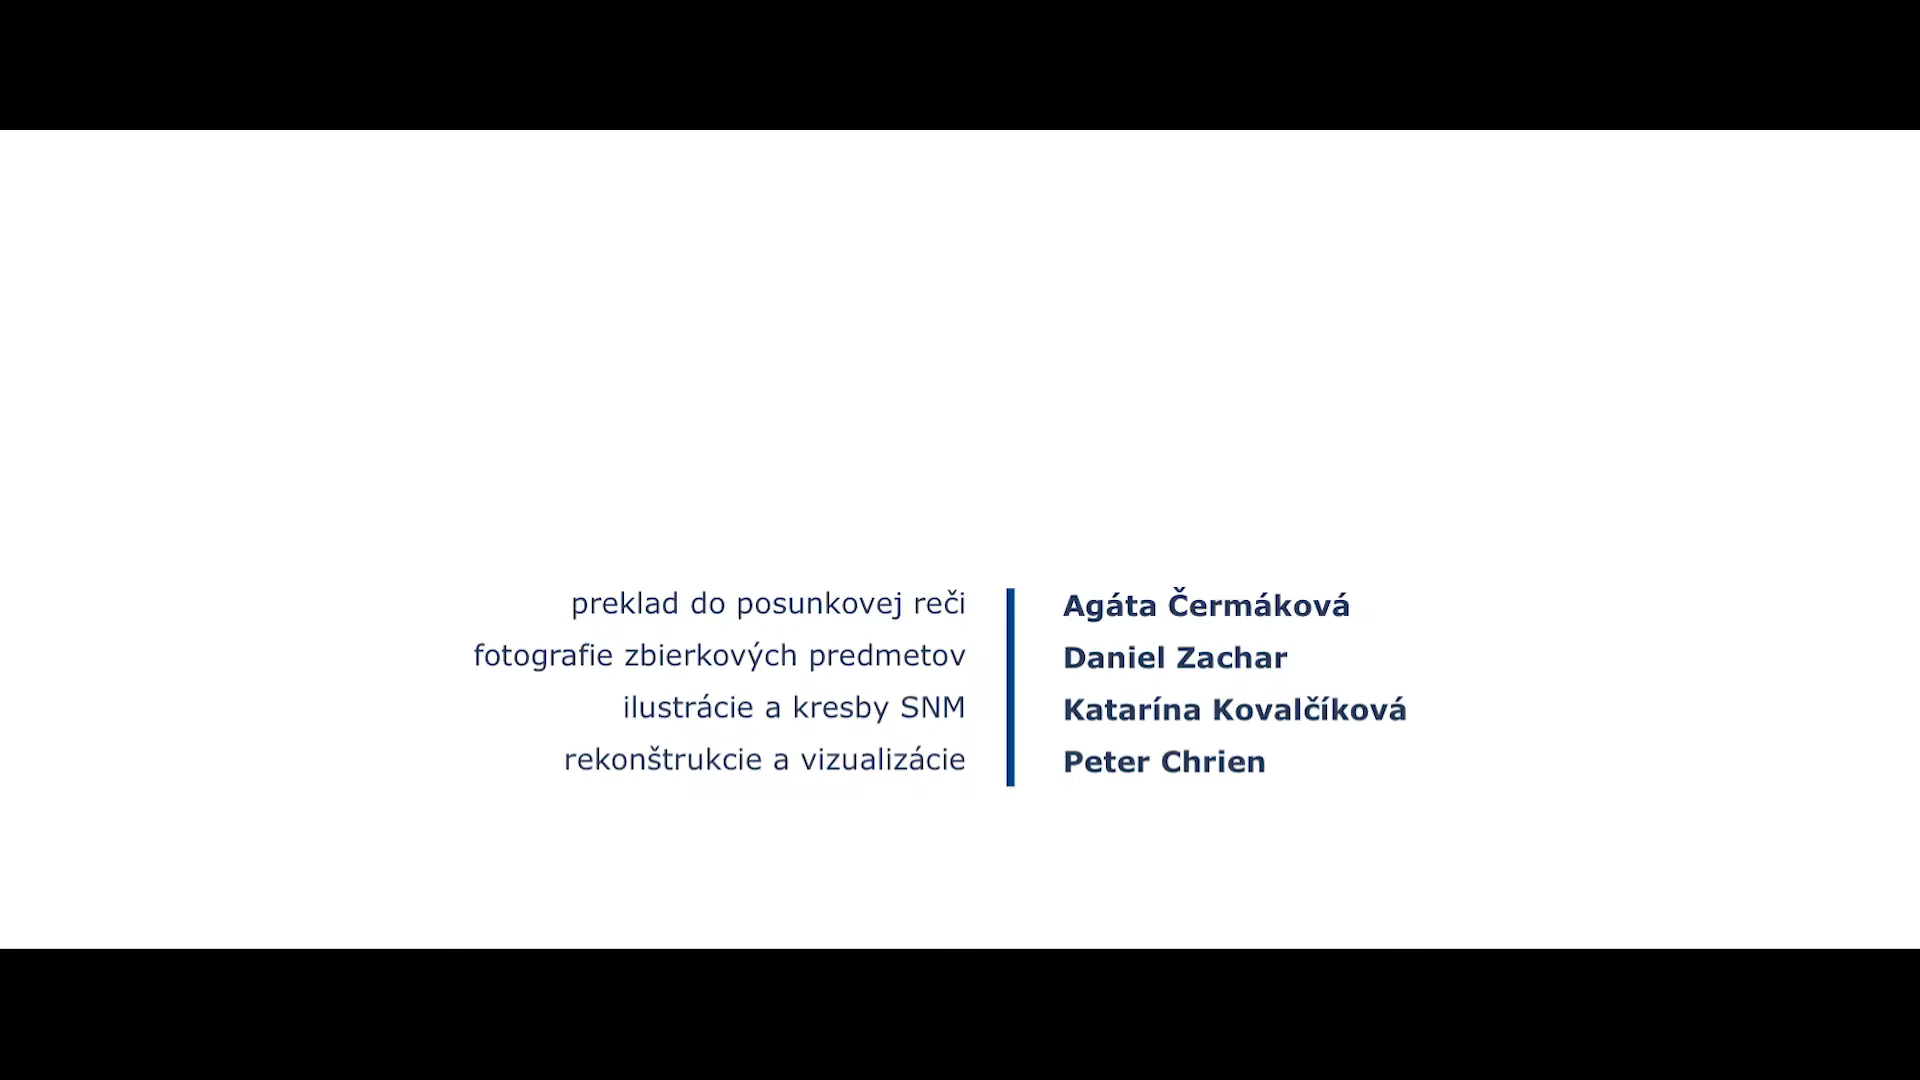 preklad do posunkovej reči Agáta Čermáková
fotografie zbierkových predmetov Daniel Zachar
ilustrácie a kresby SNM Katarína Kovalčíková
rekonštrukcie a vizualizácie Peter Chrien